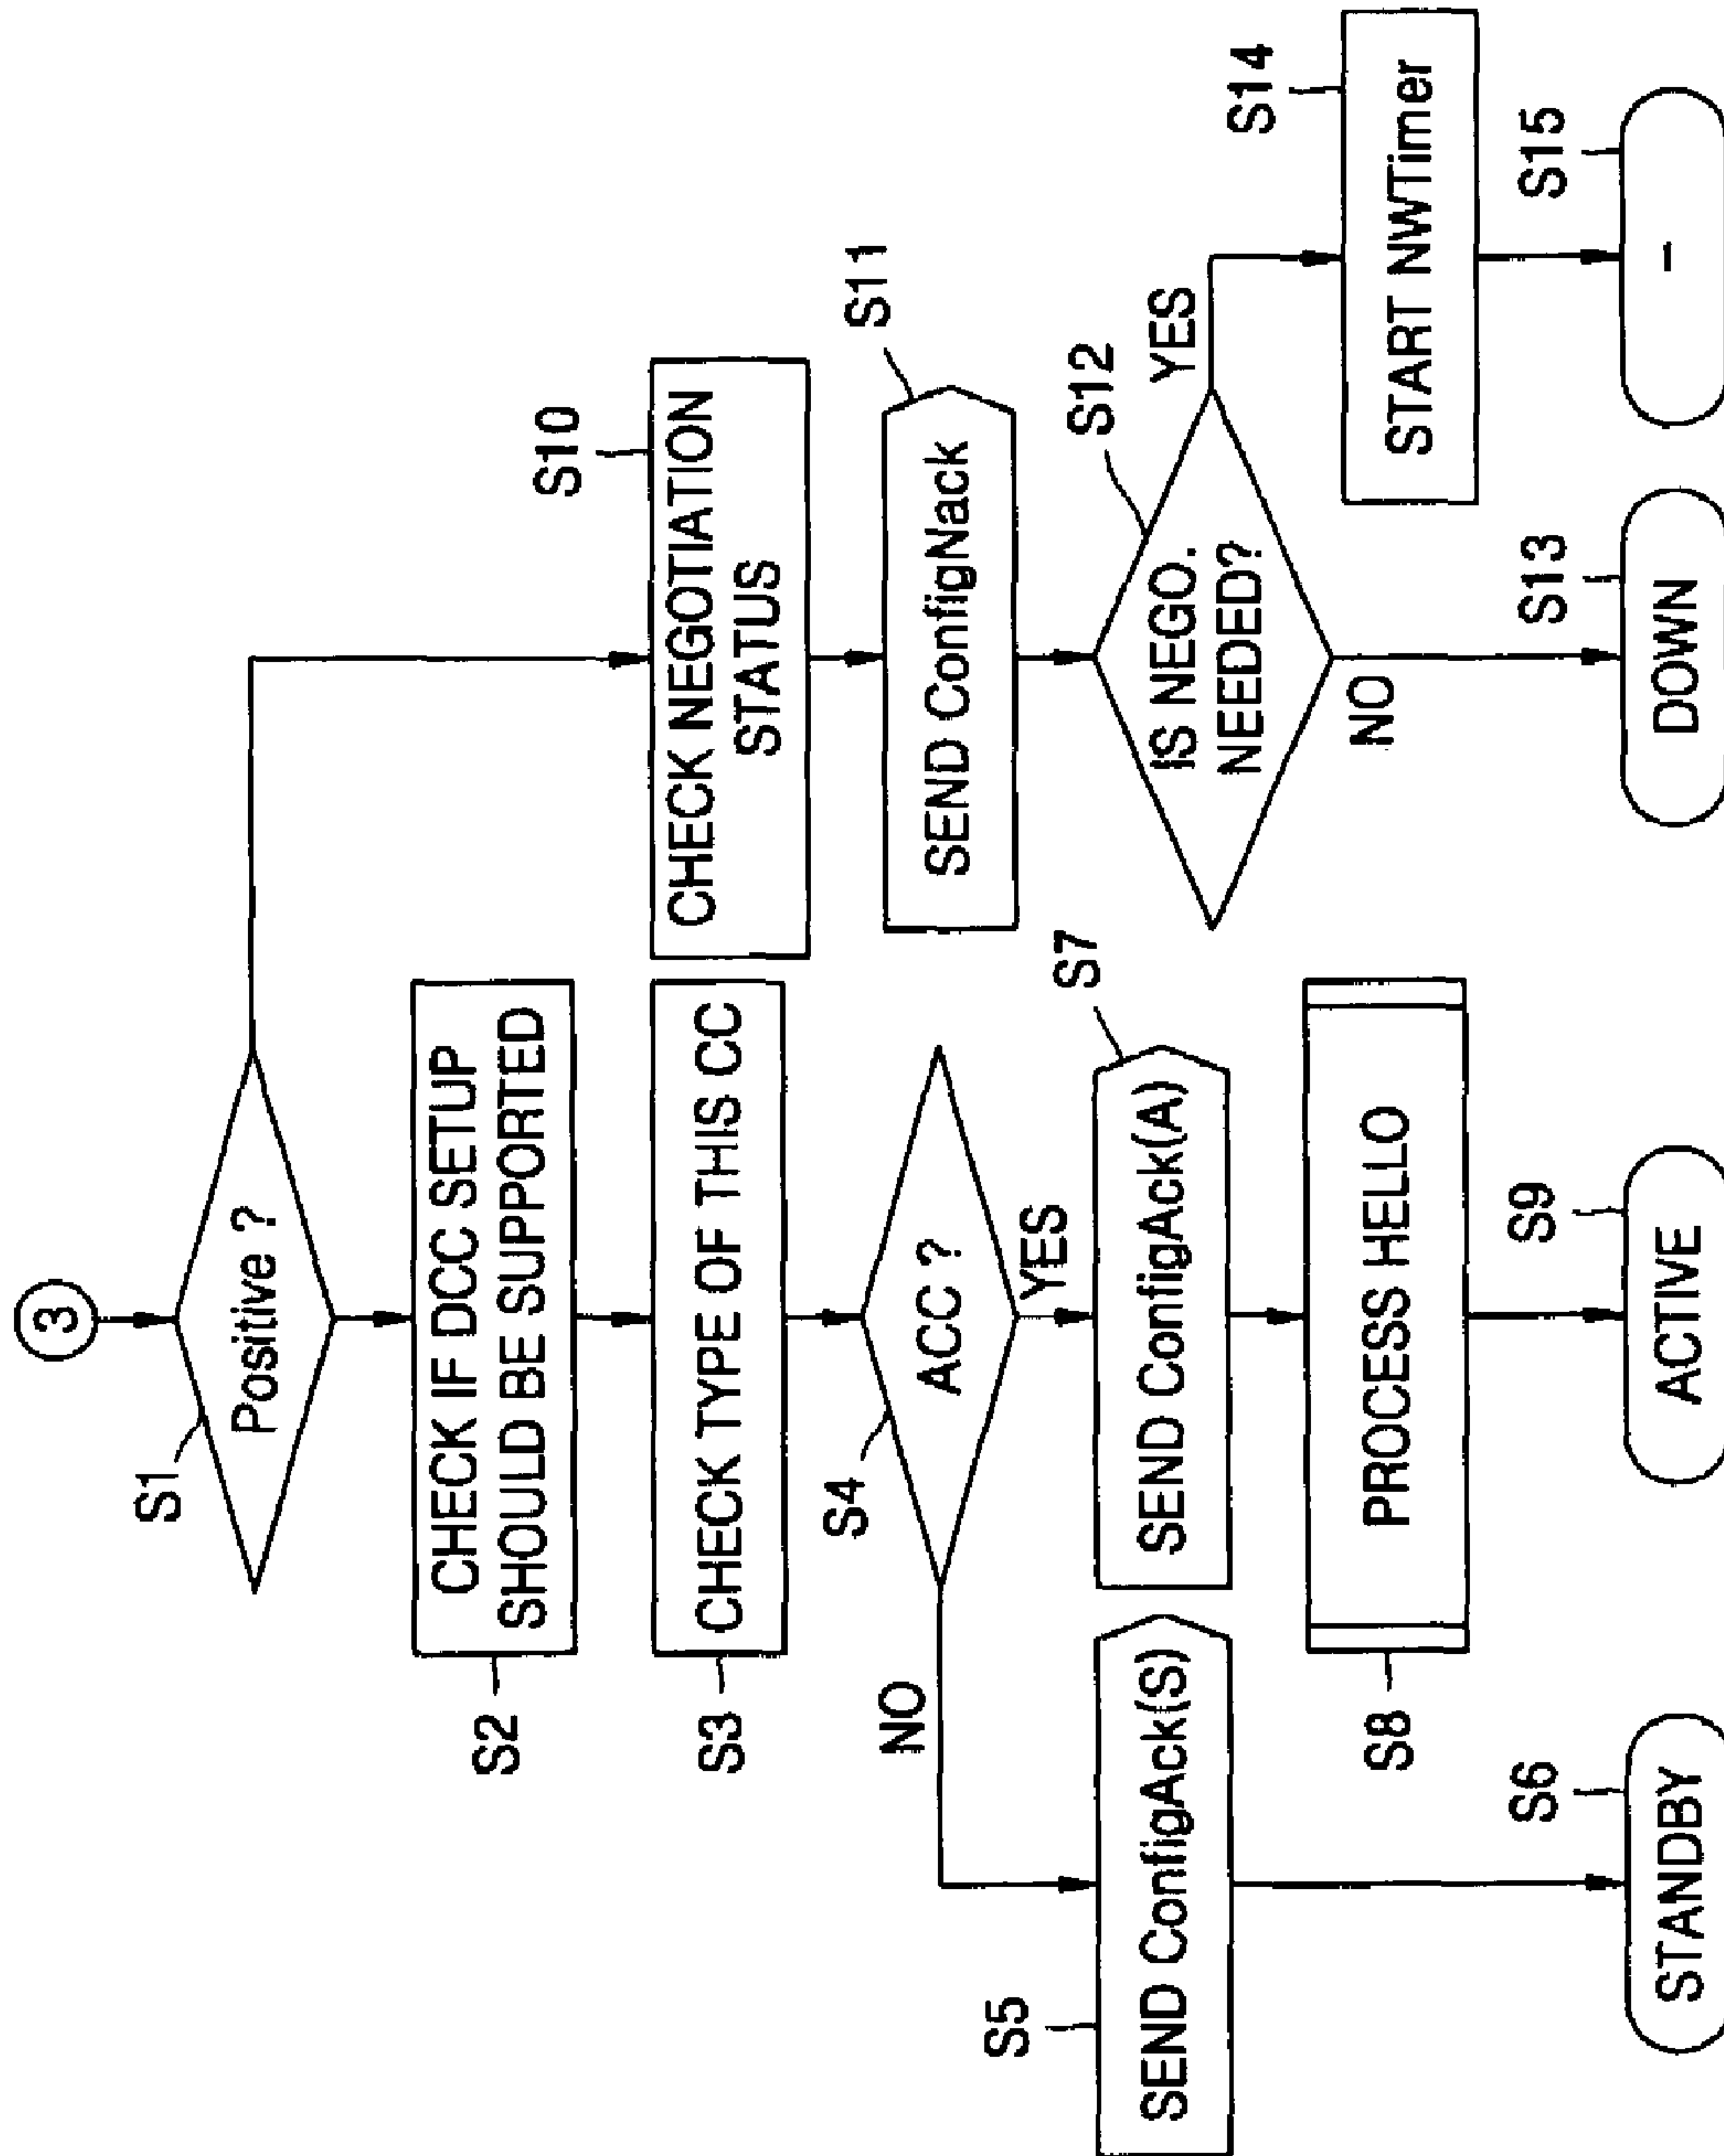 3
S1
Positive ?
S2
CHECK IF DCC SETUP
SHOULD BE SUPPORTED
S3
CHECK TYPE OF THIS CC
S4
ACC ?
NO
YES
S5
SEND ConfigAck(S)
S6
STANDBY
S7
SEND ConfigAck(A)
S8
PROCESS HELLO
S9
ACTIVE
S10
CHECK NEGOTIATION
STATUS
S11
SEND ConfigNack
S12
IS NEGO.
NEEDED?
YES
NO
S13
DOWN
S14
START NWTimer
S15
-